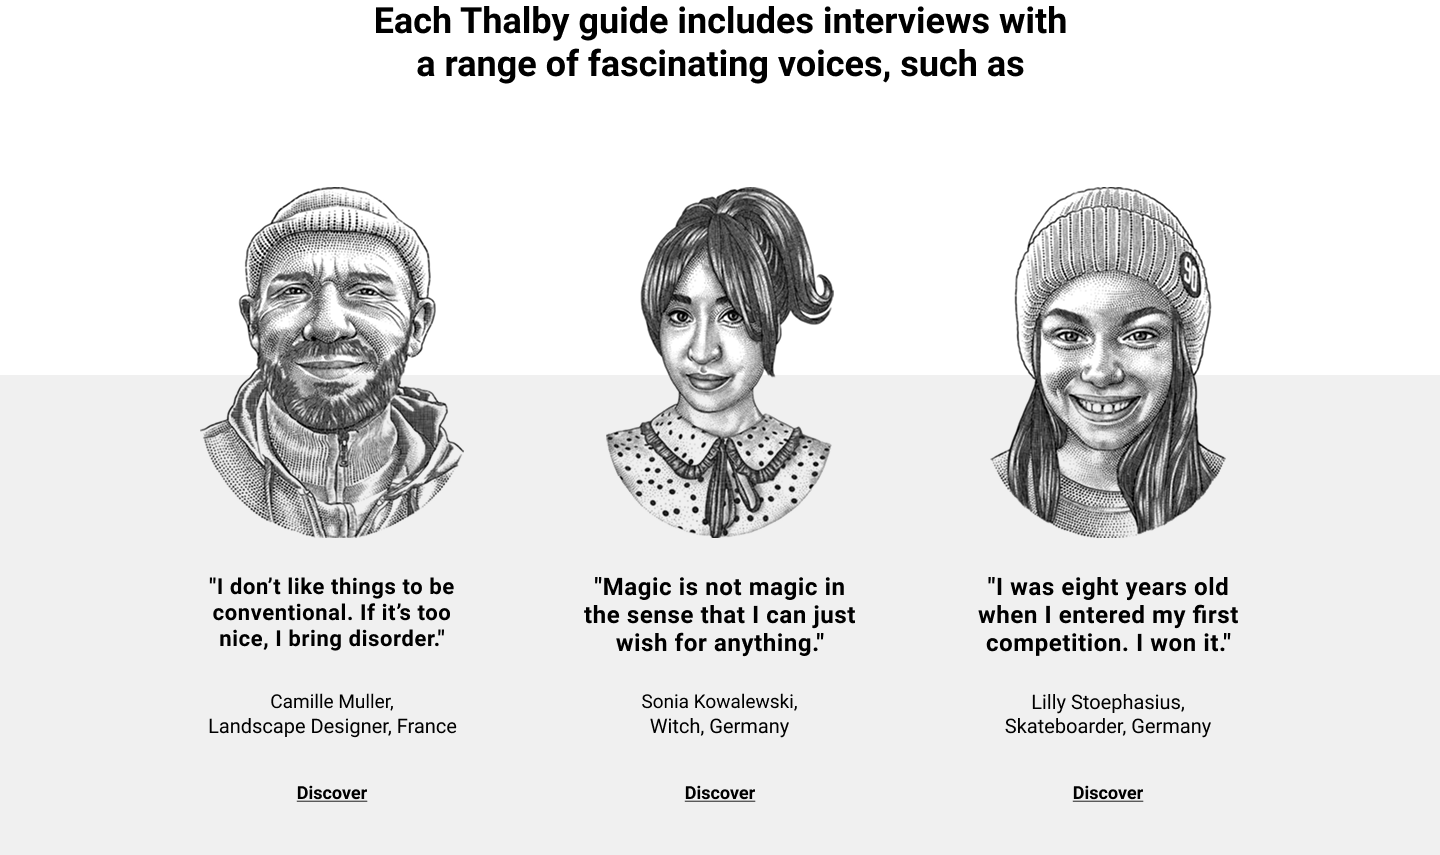 Each Thalby guide includes interviews with
a range of fascinating voices, such as
90
"I don’t like things to be
conventional. If it’s too
nice, I bring disorder."
Camille Muller,
Landscape Designer, France
Discover
"Magic is not magic in
the sense that I can just
wish for anything."
Sonia Kowalewski,
Witch, Germany
Discover
"I was eight years old
when I entered my first
competition. I won it."
Lilly Stoephasius,
Skateboarder, Germany
Discover